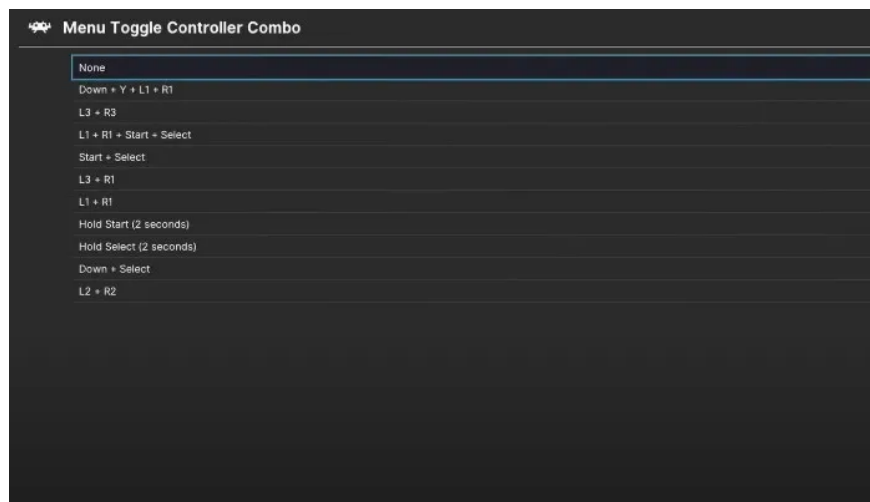 Menu Toggle Controller Combo
None
Down + Y + L1 + R1
L3 + R3
L1 + R1 + Start + Select
Start + Select
L3 + R1
L1 + R1
Hold Start (2 seconds)
Hold Select (2 seconds)
Down + Select
L2 + R2